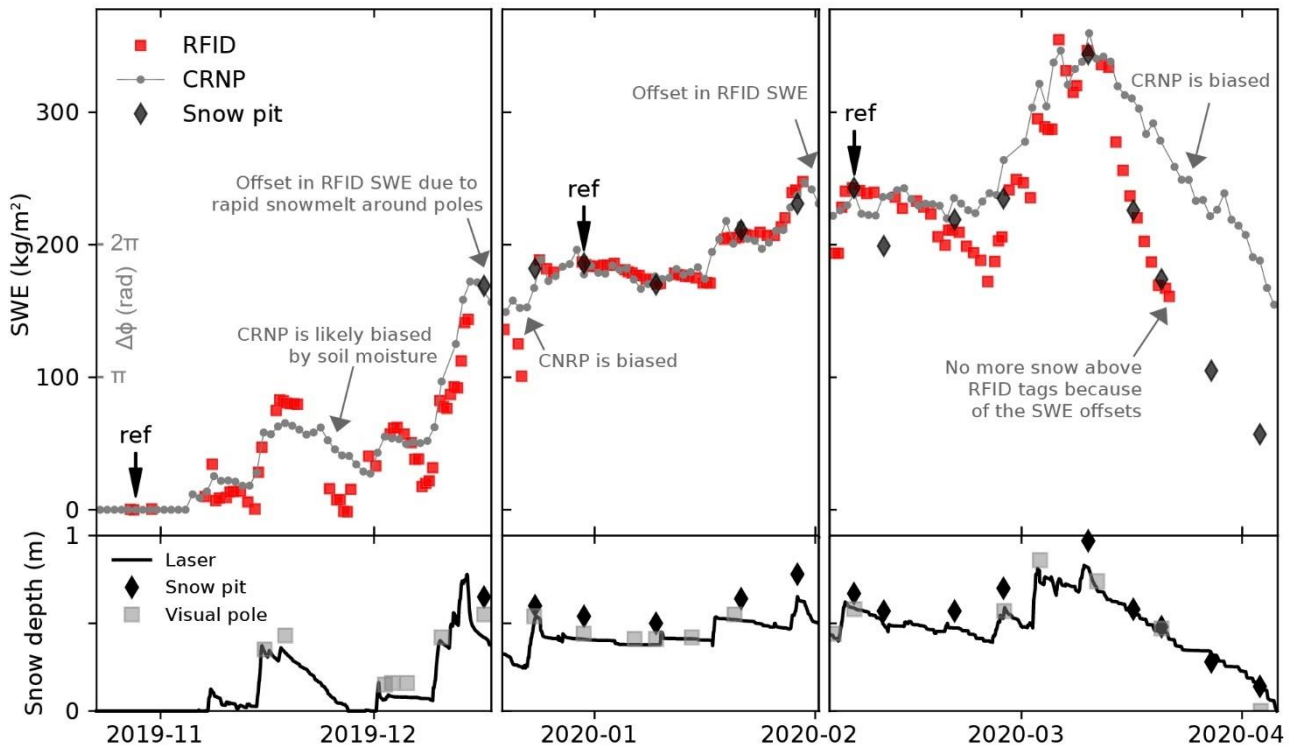 RFID
CRNP
Snow pit
Offset in RFID SWE
CRNP is biased
ref
Offset in RFID SWE due to
rapid snowmelt around poles
ref
300
200
100
0
SWE (kg/m²)
2π
π
Δϕ (rad)
CRNP is likely biased
by soil moisture
CNRP is biased
No more snow above
RFID tags because
of the SWE offsets
ref
1
0
Snow depth (m)
Laser
Snow pit
Visual pole
2019-11
2019-12
2020-01
2020-02
2020-03
2020-04